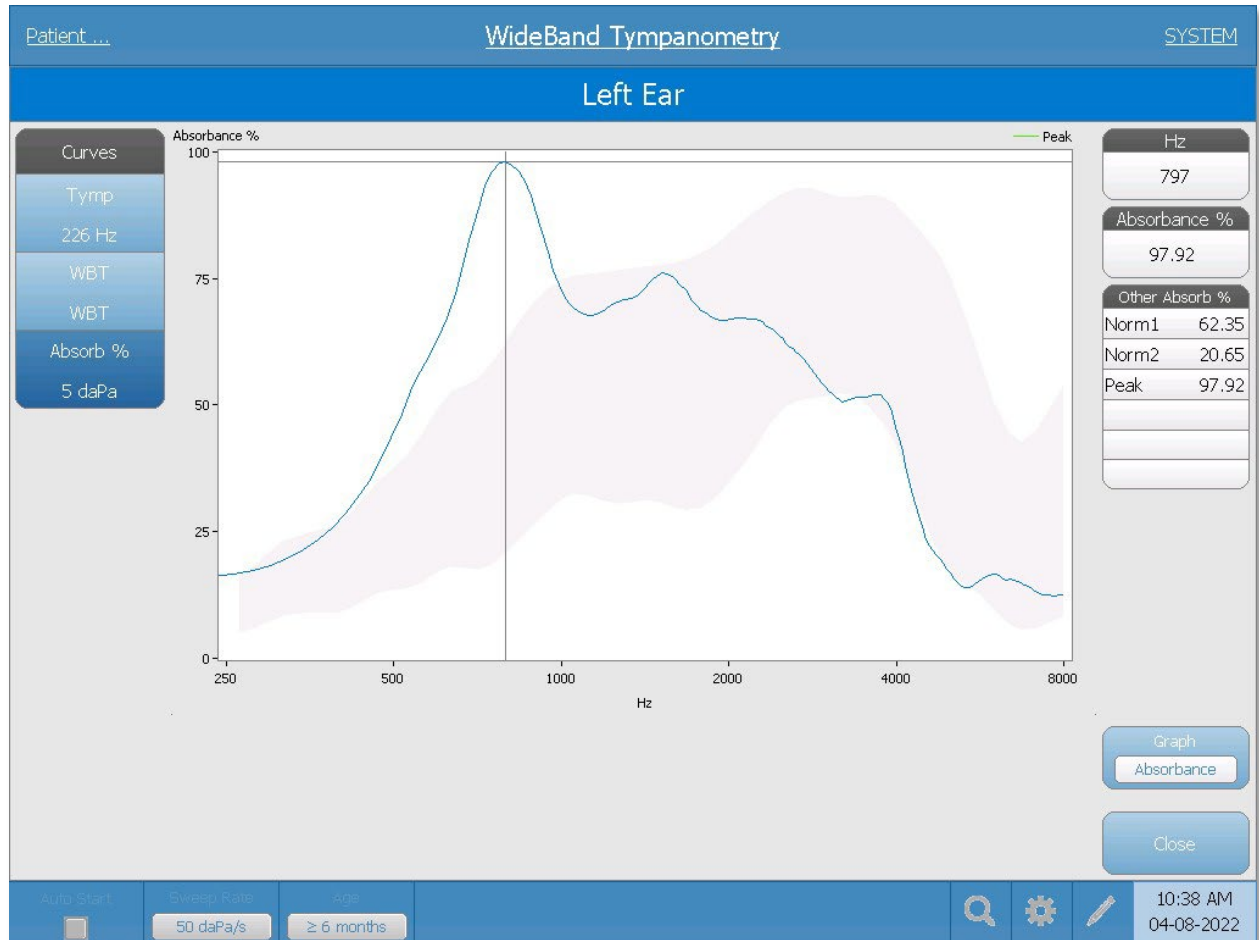 Patient ...
WideBand Tympanometry
SYSTEM
Left Ear
Curves
Tymp
226 Hz
WBT
WBT
Absorb %
5 daPa
Absorbance %
Peak
100
75
50
25
0
250 500 1000 2000 4000 8000
Hz
Hz
797
Absorbance %
97.92
Other Absorb %
Norm1 62.35
Norm2 20.65
Peak 97.92
Graph
Absorbance
Close
Auto Start
Sweep Rate
50 daPa/s
Age
≥ 6 months
10:38 AM
04-08-2022